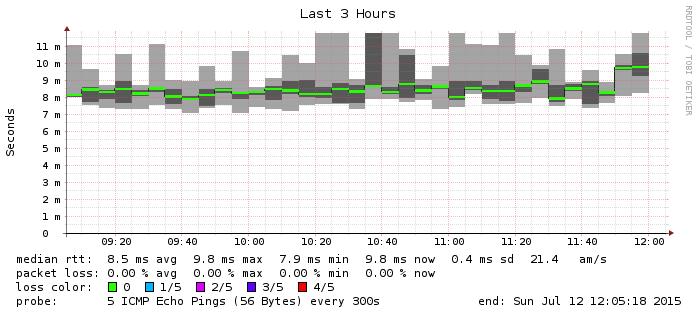 Last 3 Hours
RRDTOOL / TOBI OETIKER
Seconds
11 m
10 m
9 m
8 m
7 m
6 m
5 m
4 m
3 m
2 m
1 m
0
09:20 09:40 10:00 10:20 10:40 11:00 11:20 11:40 12:00
median rtt: 8.5 ms avg 9.8 ms max 7.9 ms min 9.8 ms now 0.4 ms sd 21.4 am/s
packet loss: 0.00 % avg 0.00 % max 0.00 % min 0.00 % now
loss color: 0 1/5 2/5 3/5 4/5
probe: 5 ICMP Echo Pings (56 Bytes) every 300s end: Sun Jul 12 12:05:18 2015